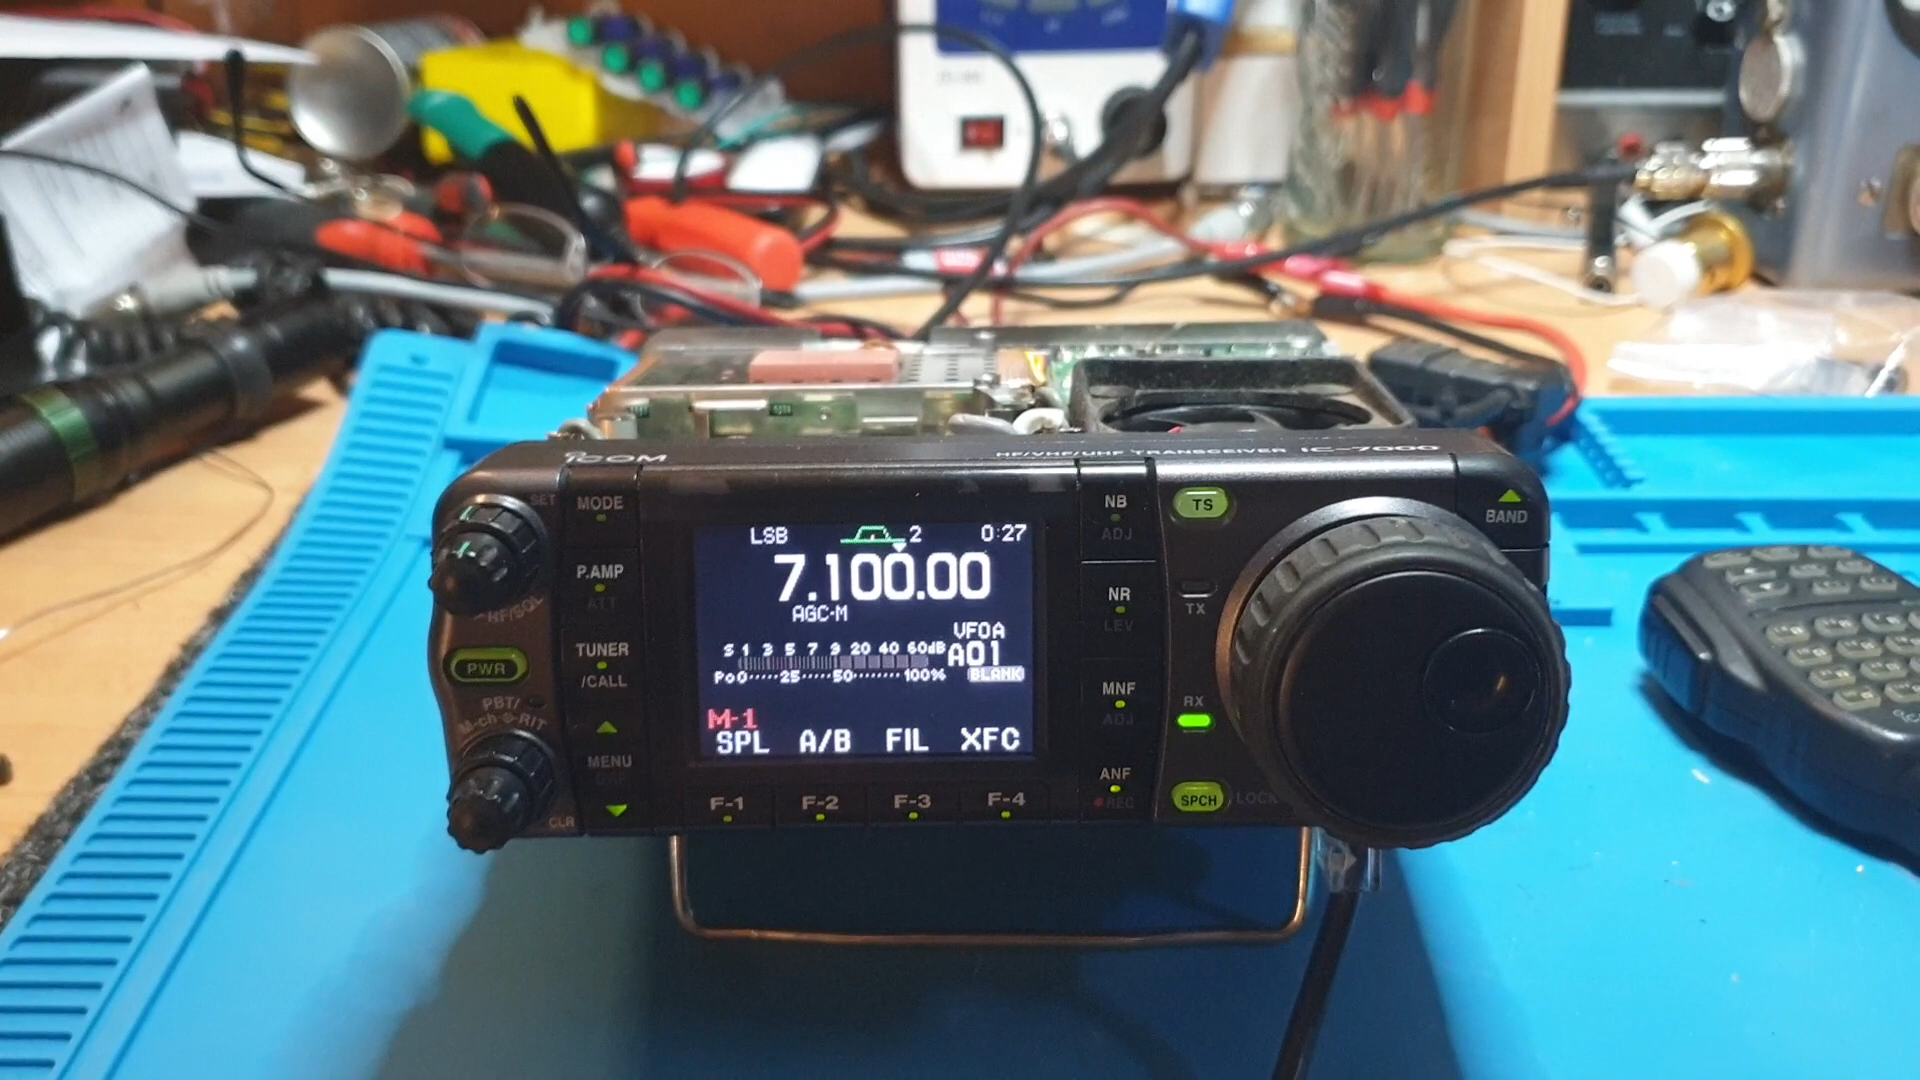 ICOM
HF/VHF/UHF TRANSCEIVER IC-7000
SET
MODE
NB
ADJ
TS
BAND
LSB 2 0:27
7.100.00
AGC-M
P.AMP
ATT
RF/SQL
NR
LEV
TX
VFOA
A01
BLANK
S 1 3 5 7 9 20 40 60dB
Po0·····25·····50········100%
PWR
TUNER
/CALL
PBT/
M-ch RIT
MNF
ADJ
RX
M-1
SPL A/B FIL XFC
MENU
ANF
REC
SPCH LOCK
CLR
F-1 F-2 F-3 F-4